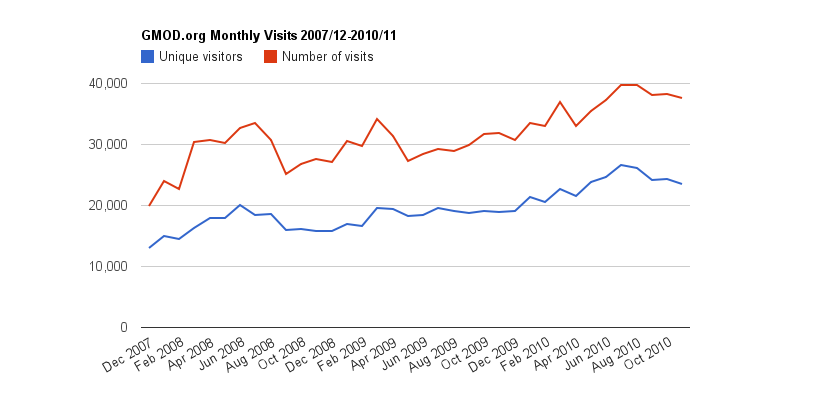 GMOD.org Monthly Visits 2007/12-2010/11
Unique visitors
Number of visits
40,000
30,000
20,000
10,000
0
Dec 2007
Feb 2008
Apr 2008
Jun 2008
Aug 2008
Oct 2008
Dec 2008
Feb 2009
Apr 2009
Jun 2009
Aug 2009
Oct 2009
Dec 2009
Feb 2010
Apr 2010
Jun 2010
Aug 2010
Oct 2010